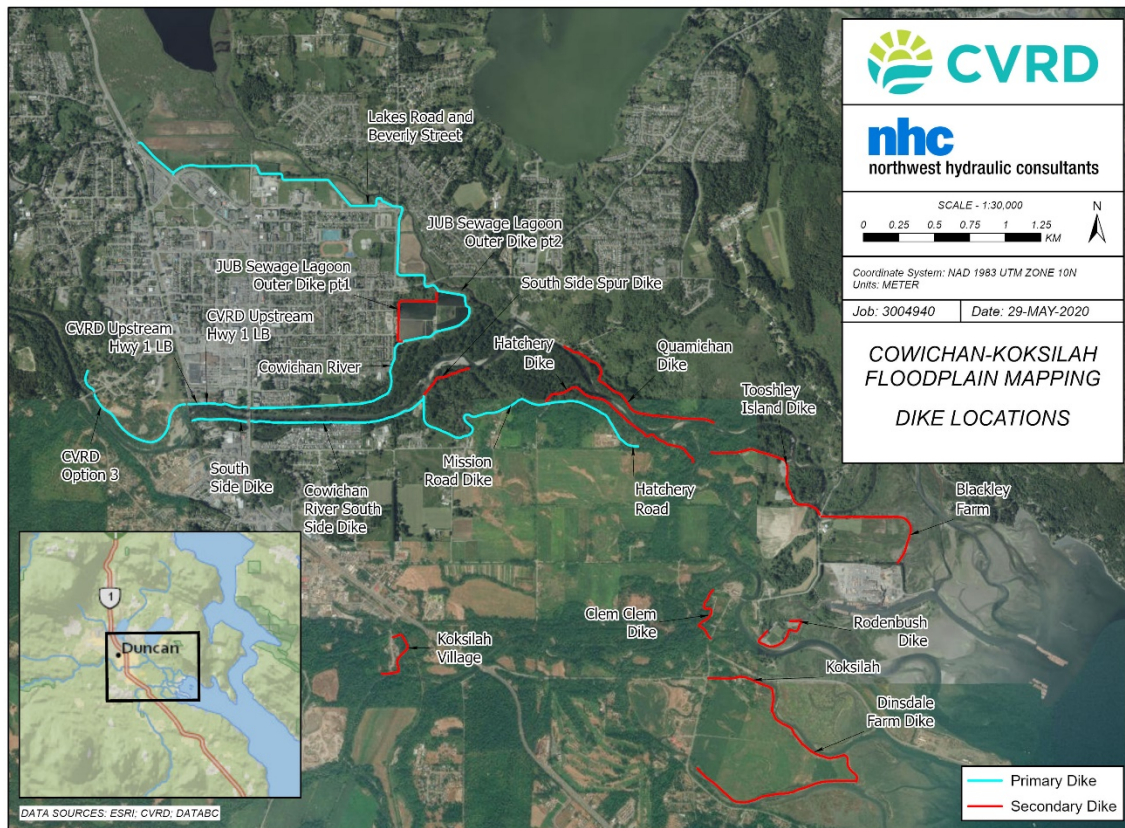 CVRD
nhc
northwest hydraulic consultants
SCALE - 1:30,000
N
0 0.25 0.5 0.75 1 1.25
KM
Coordinate System: NAD 1983 UTM ZONE 10N
Units: METER
Job: 3004940
Date: 29-MAY-2020
COWICHAN-KOKSILAH
FLOODPLAIN MAPPING
DIKE LOCATIONS
Lakes Road and
Beverly Street
JUB Sewage Lagoon
Outer Dike pt2
JUB Sewage Lagoon
Outer Dike pt1
South Side Spur Dike
CVRD Upstream
Hwy 1 LB
CVRD Upstream
Hwy 1 LB
Hatchery
Dike
Quamichan
Dike
Cowichan River
Tooshley
Island Dike
CVRD
Option 3
South
Side Dike
Cowichan
River South
Side Dike
Mission
Road Dike
Hatchery
Road
Blackley
Farm
Clem Clem
Dike
Rodenbush
Dike
Koksilah
Village
Koksilah
Dinsdale
Farm Dike
1
Duncan
Primary Dike
Secondary Dike
DATA SOURCES: ESRI; CVRD; DATABC